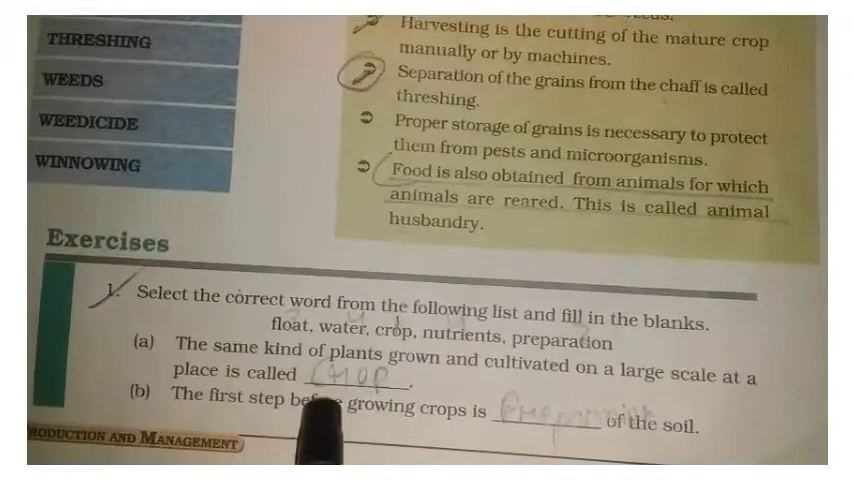 THRESHING
WEEDS
WEEDICIDE
WINNOWING
Harvesting is the cutting of the mature crop
manually or by machines.
Separation of the grains from the chaff is called
threshing.
Proper storage of grains is necessary to protect
them from pests and microorganisms.
Food is also obtained from animals for which
animals are reared. This is called animal
husbandry.
Exercises
1. Select the correct word from the following list and fill in the blanks.
float, water, crop, nutrients, preparation
(a) The same kind of plants grown and cultivated on a large scale at a
place is called crop.
(b) The first step before growing crops is preparation of the soil.
RODUCTION AND MANAGEMENT